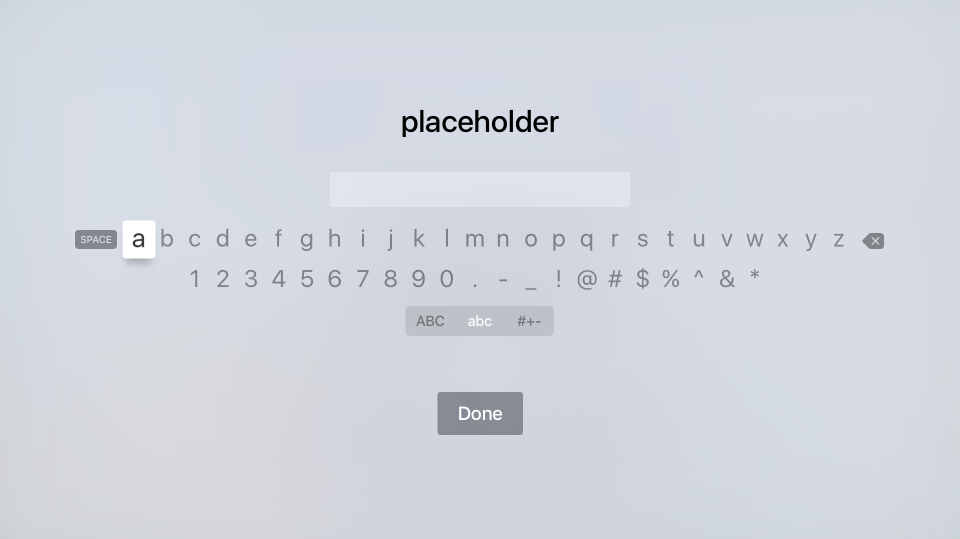 placeholder
SPACE a b c d e f g h i j k l m n o p q r s t u v w x y z
1 2 3 4 5 6 7 8 9 0 . - _ ! @ # $ % ^ & *
ABC abc #+-
Done